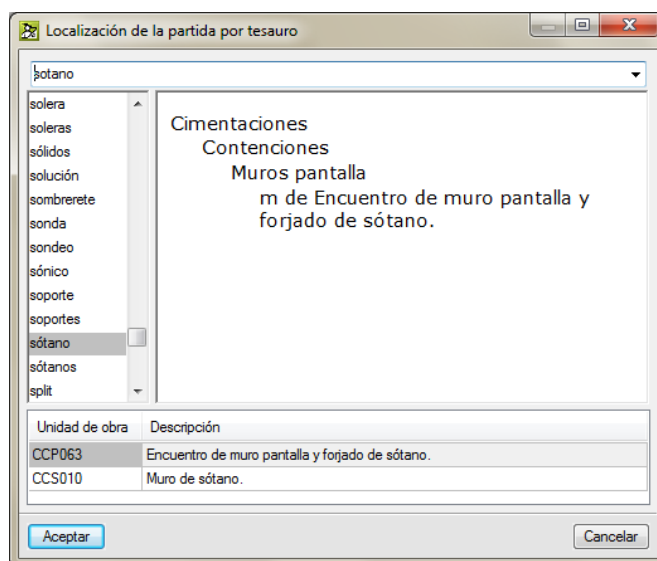 Localización de la partida por tesauro
sotano
solera
soleras
sólidos
solución
sombrerete
sonda
sondeo
sónico
soporte
soportes
sótano
sótanos
split
Cimentaciones
Contenciones
Muros pantalla
m de Encuentro de muro pantalla y
forjado de sótano.
Unidad de obra Descripción
CCP063 Encuentro de muro pantalla y forjado de sótano.
CCS010 Muro de sótano.
Aceptar Cancelar